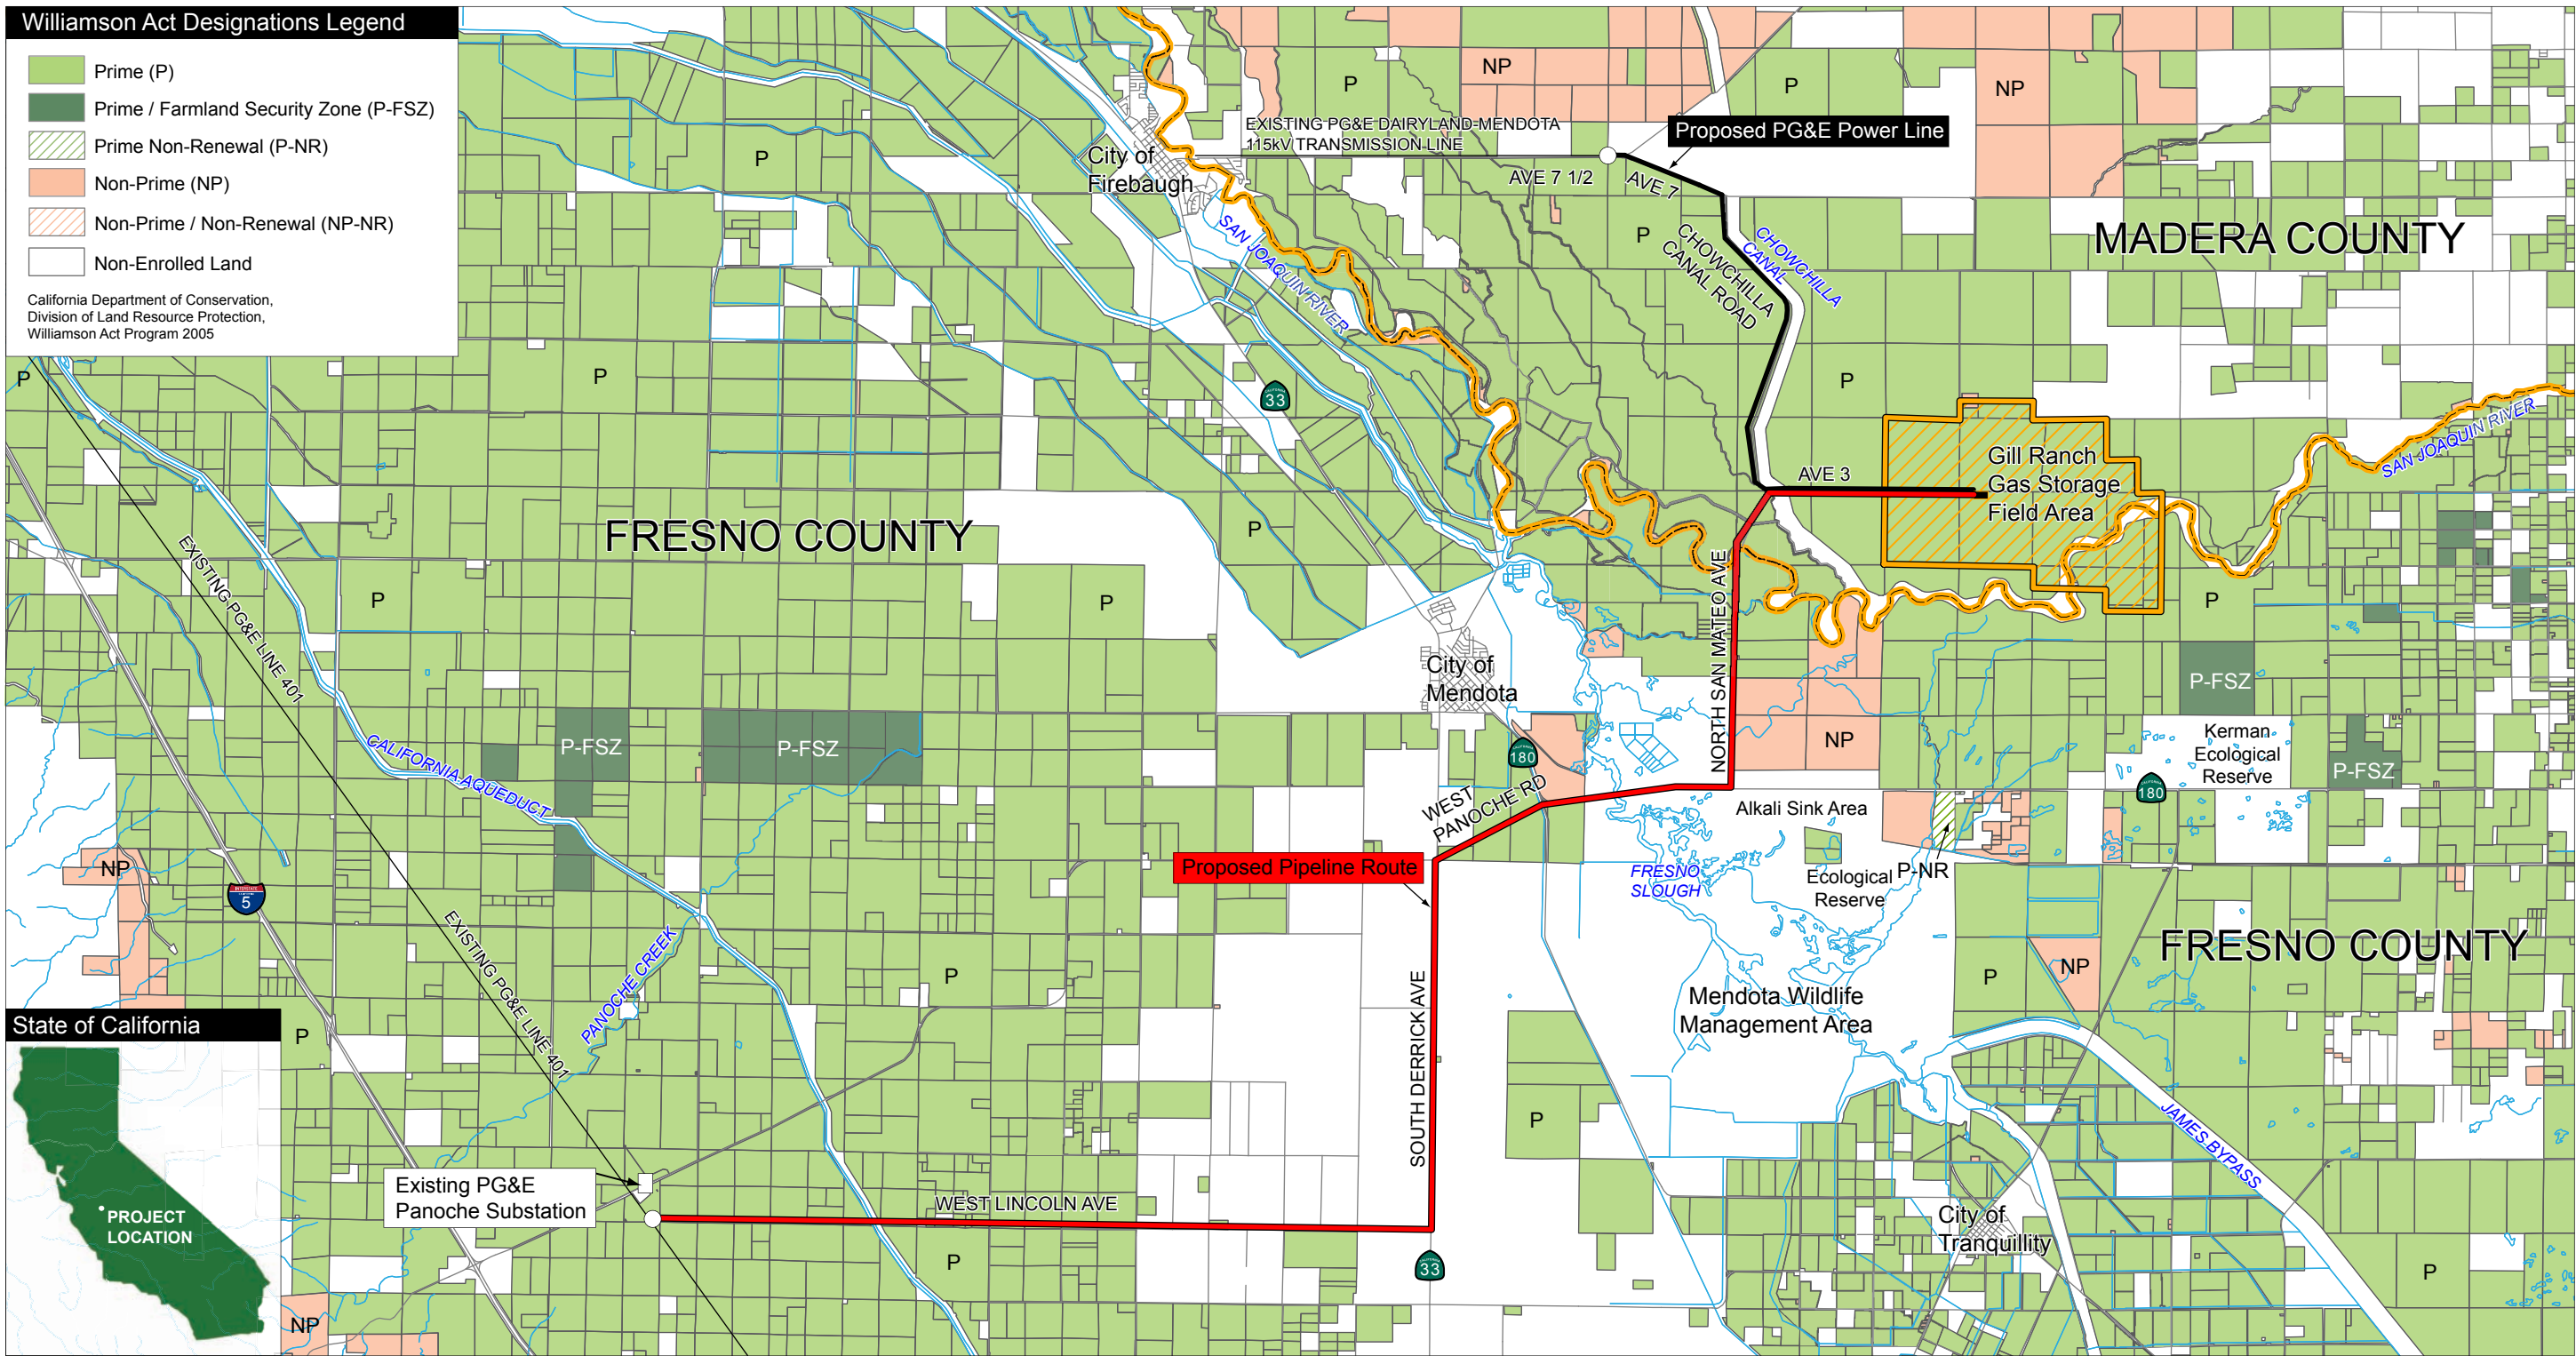 Williamson Act Designations Legend
Prime (P)
Prime / Farmland Security Zone (P-FSZ)
Prime Non-Renewal (P-NR)
Non-Prime (NP)
Non-Prime / Non-Renewal (NP-NR)
Non-Enrolled Land
California Department of Conservation,
Division of Land Resource Protection,
Williamson Act Program 2005
NP
P
P
NP
EXISTING PG&E DAIRYLAND-MENDOTA
115kV TRANSMISSION LINE
Proposed PG&E Power Line
City of
Firebaugh
P
AVE 7 1/2
AVE 7
SAN JOAQUIN RIVER
P
CHOWCHILLA
CANAL ROAD
CHOWCHILLA
CANAL
MADERA COUNTY
P
P
CALIFORNIA
33
P
SAN JOAQUIN RIVER
Gill Ranch
Gas Storage
Field Area
AVE 3
FRESNO COUNTY
P
EXISTING PG&E LINE 401
P
P
P
NORTH SAN MATEO AVE
City of
Mendota
P-FSZ
P-FSZ
P-FSZ
CALIFORNIA AQUEDUCT
CALIFORNIA
180
NP
Kerman
Ecological
Reserve
P-FSZ
CALIFORNIA
180
WEST
PANOCHE RD
Alkali Sink Area
Proposed Pipeline Route
NP
INTERSTATE
5
FRESNO
SLOUGH
Ecological
Reserve
P-NR
EXISTING PG&E LINE 401
PANOCHE CREEK
P
FRESNO COUNTY
P
NP
Mendota Wildlife
Management Area
SOUTH DERRICK AVE
State of California
PROJECT
LOCATION
P
P
JAMES BYPASS
Existing PG&E
Panoche Substation
WEST LINCOLN AVE
City of
Tranquillity
P
CALIFORNIA
33
P
NP